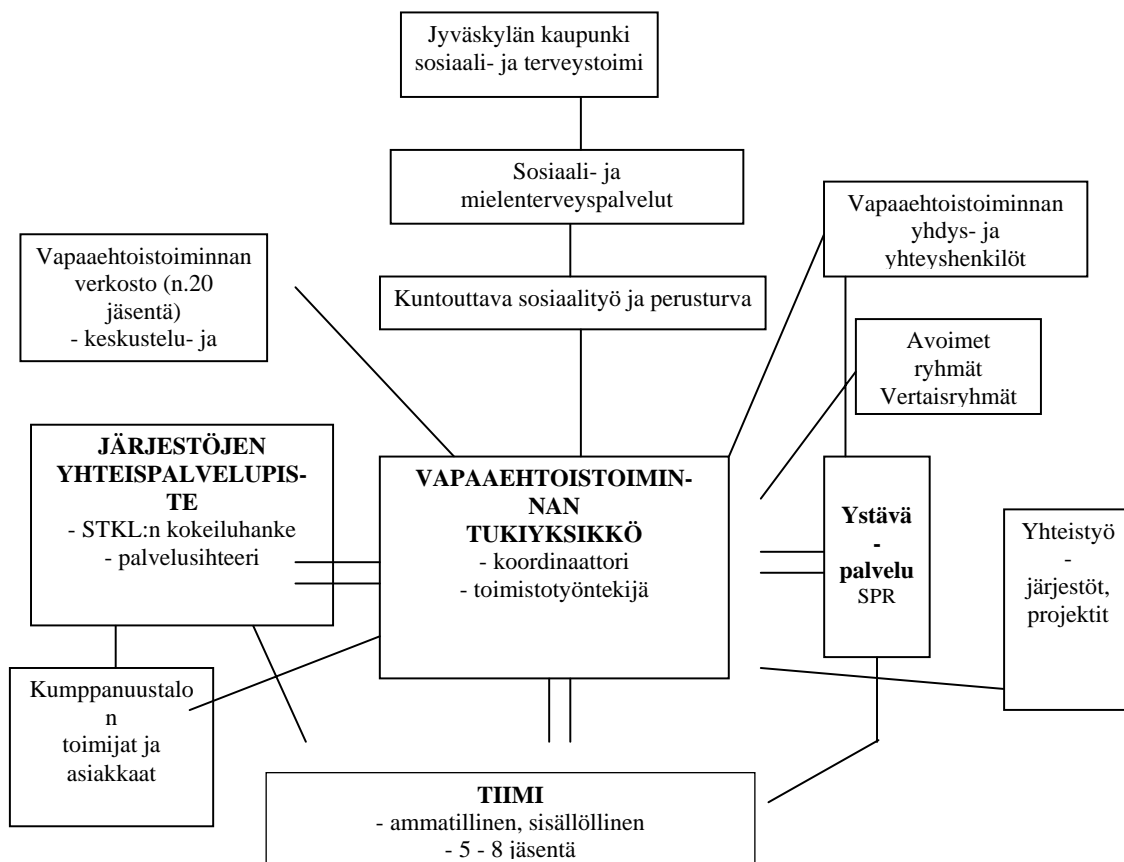 Jyväskylän kaupunki
sosiaali- ja terveystoimi
Sosiaali- ja
mielenterveyspalvelut
Vapaaehtoistoiminnan
yhdys- ja
yhteyshenkilöt
Vapaaehtoistoiminnan
verkosto (n.20
jäsentä)
- keskustelu- ja
Kuntouttava sosiaalityö ja perusturva
Avoimet
ryhmät
Vertaisryhmät
JÄRJESTÖJEN
YHTEISPALVELUPIS-
TE
- STKL:n kokeiluhanke
- palvelusihteeri
VAPAAEHTOISTOIMIN-
NAN
TUKIYKSIKKÖ
- koordinaattori
- toimistotyöntekijä
Ystävä
-
palvelu
SPR
Yhteistyö
-
järjestöt,
projektit
Kumppanuustalo
n
toimijat ja
asiakkaat
TIIMI
- ammatillinen, sisällöllinen
- 5 - 8 jäsentä